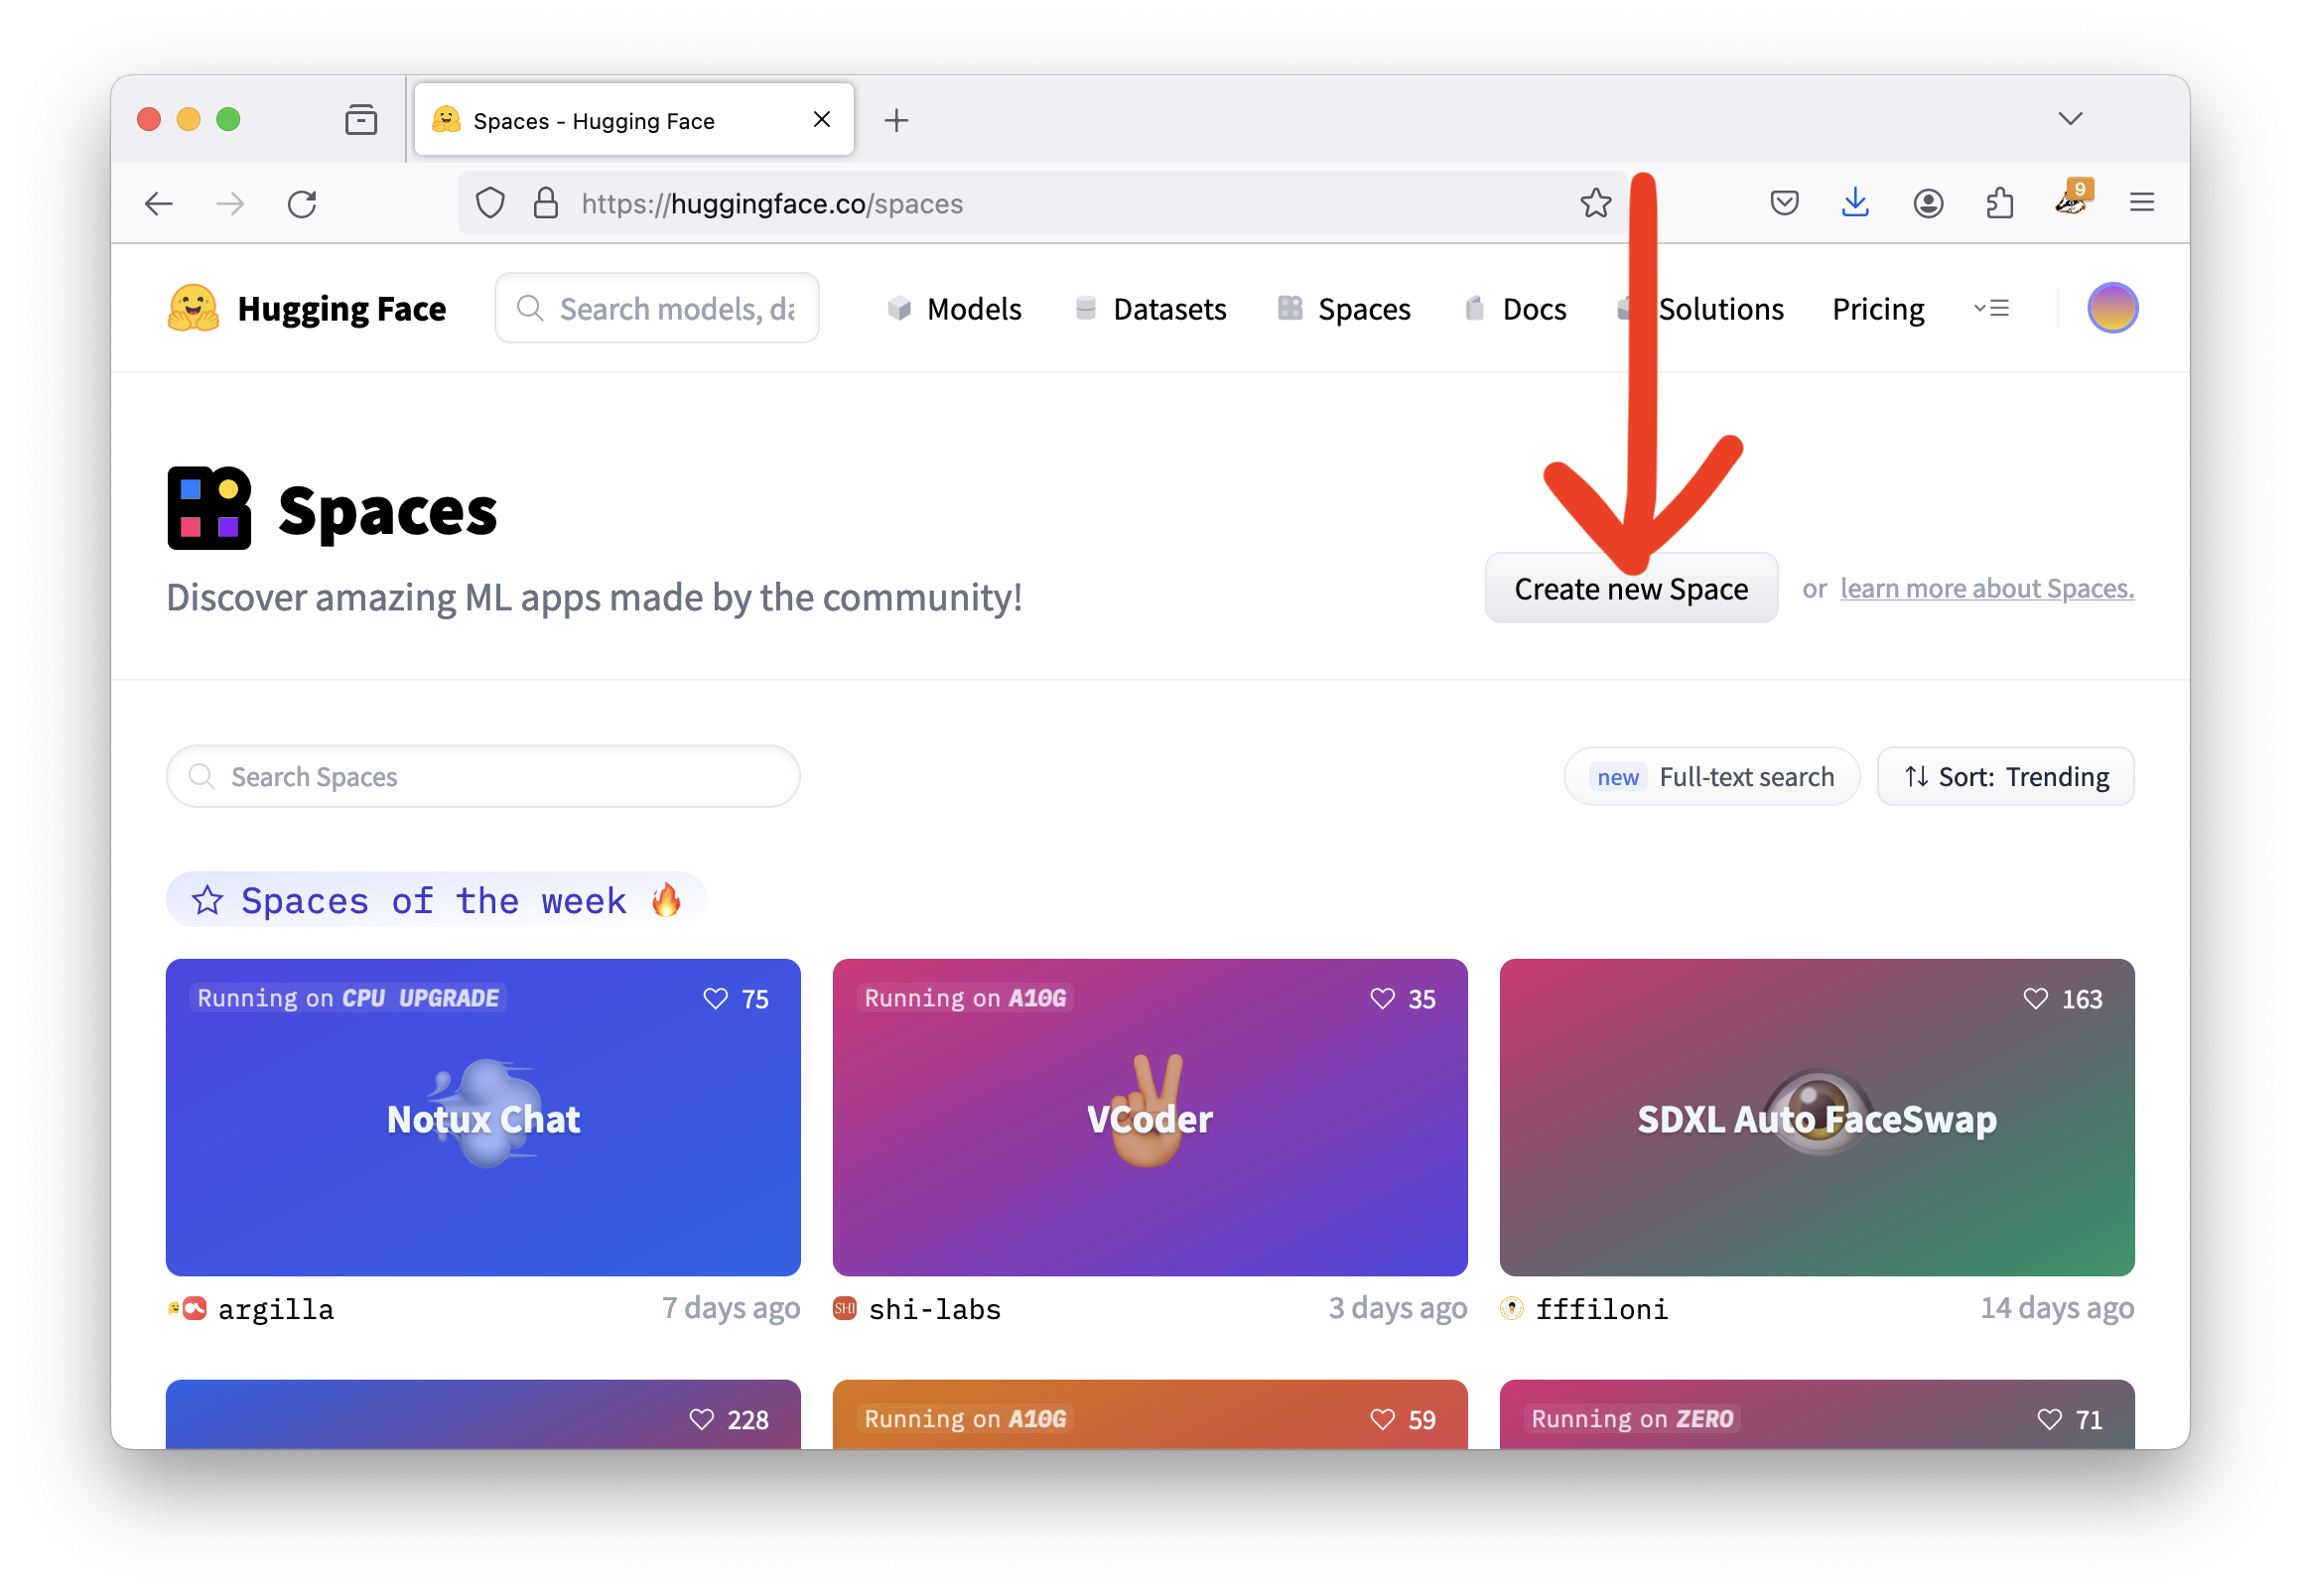 Spaces - Hugging Face
9
https://huggingface.co/spaces
Hugging Face
Search models, da
Models
Datasets
Spaces
Docs
Solutions
Pricing
Spaces
Discover amazing ML apps made by the community!
Create new Space
or learn more about Spaces.
Search Spaces
new Full-text search
Sort: Trending
Spaces of the week 🔥
Running on CPU UPGRADE
75
Notux Chat
argilla
7 days ago
Running on A10G
35
VCoder
SHI
shi-labs
3 days ago
163
SDXL Auto FaceSwap
fffiloni
14 days ago
228
Running on A10G
59
Running on ZERO
71